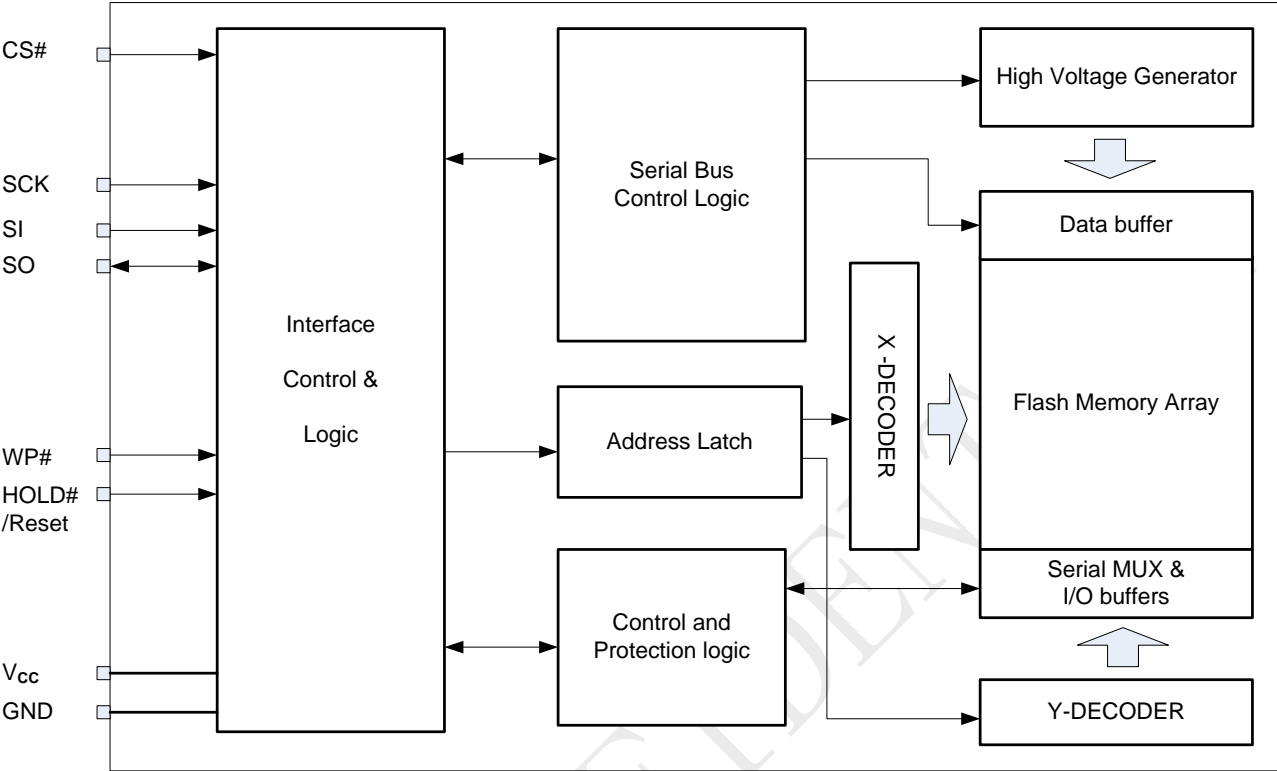 CS#
SCK
SI
SO
WP#
HOLD#
/Reset
Vcc
GND
Interface
Control &
Logic
Serial Bus
Control Logic
Address Latch
Control and
Protection logic
X -DECODER
High Voltage Generator
Data buffer
Flash Memory Array
Serial MUX &
I/O buffers
Y-DECODER